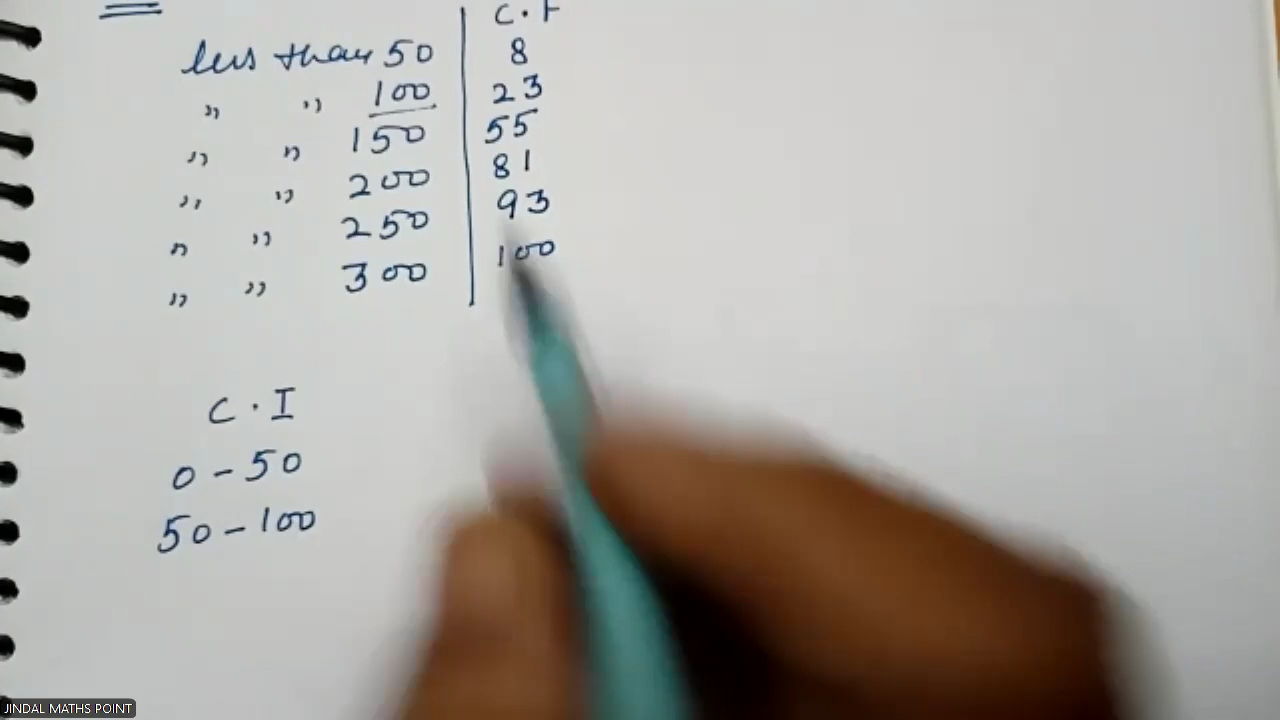 C.F
less than 50 8
" " 100 23
" " 150 55
" " 200 81
" " 250 93
" " 300 100
C.I
0-50
50-100
JINDAL MATHS POINT